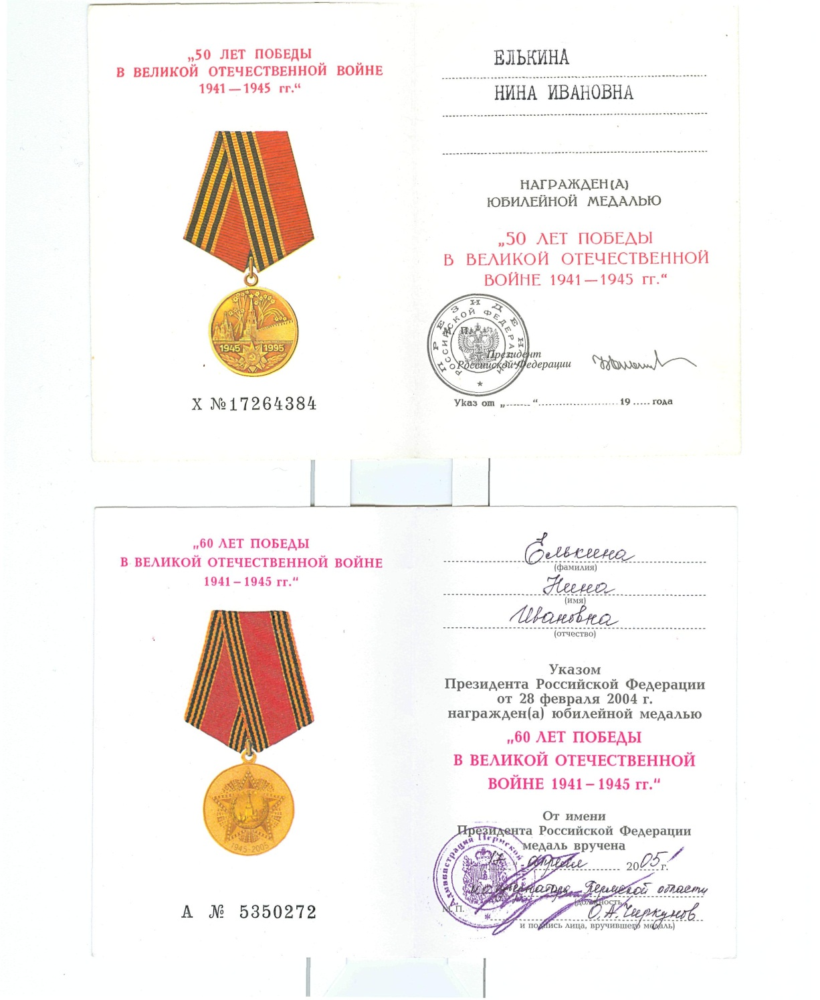 „50 ЛЕТ ПОБЕДЫ
В ВЕЛИКОЙ ОТЕЧЕСТВЕННОЙ ВОЙНЕ
1941—1945 гг.“
1945 1995
Х №17264384
ЕЛЬКИНА
НИНА ИВАНОВНА
НАГРАЖДЕН(А)
ЮБИЛЕЙНОЙ МЕДАЛЬЮ
„50 ЛЕТ ПОБЕДЫ
В ВЕЛИКОЙ ОТЕЧЕСТВЕННОЙ
ВОЙНЕ 1941—1945 гг.“
ПРЕЗИДЕНТ
РОССИЙСКОЙ ФЕДЕРАЦИИ
М. П.
Президент
Российской Федерации
Указ от „.......“........................ 19..... года
„60 ЛЕТ ПОБЕДЫ
В ВЕЛИКОЙ ОТЕЧЕСТВЕННОЙ ВОЙНЕ
1941–1945 гг.“
1945-2005
А № 5350272
Елькина
(фамилия)
Нина
(имя)
Ивановна
(отчество)
Указом
Президента Российской Федерации
от 28 февраля 2004 г.
награжден(а) юбилейной медалью
„60 ЛЕТ ПОБЕДЫ
В ВЕЛИКОЙ ОТЕЧЕСТВЕННОЙ
ВОЙНЕ 1941–1945 гг.“
От имени
Президента Российской Федерации
медаль вручена
Администрация Пермской
17 апреля 2005 г.
губернатора Пермской области
(должность
М. П.
О.А. Чиркунов
и подпись лица, вручившего медаль)